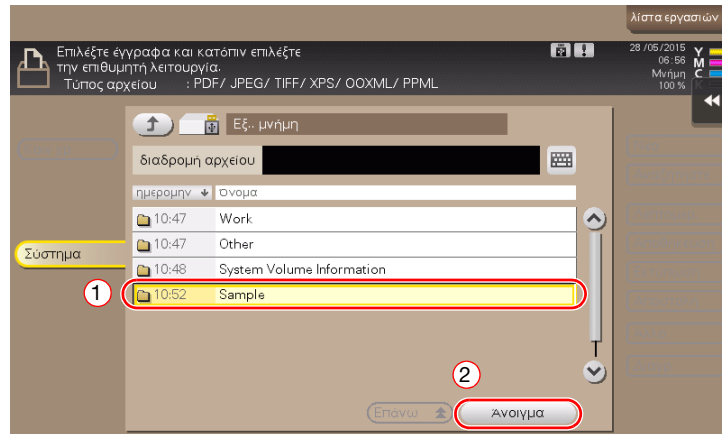 λίστα εργασιών
Επιλέξτε έγγραφα και κατόπιν επιλέξτε
την επιθυμητή λειτουργία.
Τύπος αρχείου : PDF/ JPEG/ TIFF/ XPS/ OOXML/ PPML
28 /05/2015
06:56
Μνήμη
100 %
Y
M
C
K
Εξ.. μνήμη
διαδρομή αρχείου
ημερομην Όνομα
10:47 Work
10:47 Other
Σύστημα
10:48 System Volume Information
1
10:52 Sample
2
Επάνω Άνοιγμα